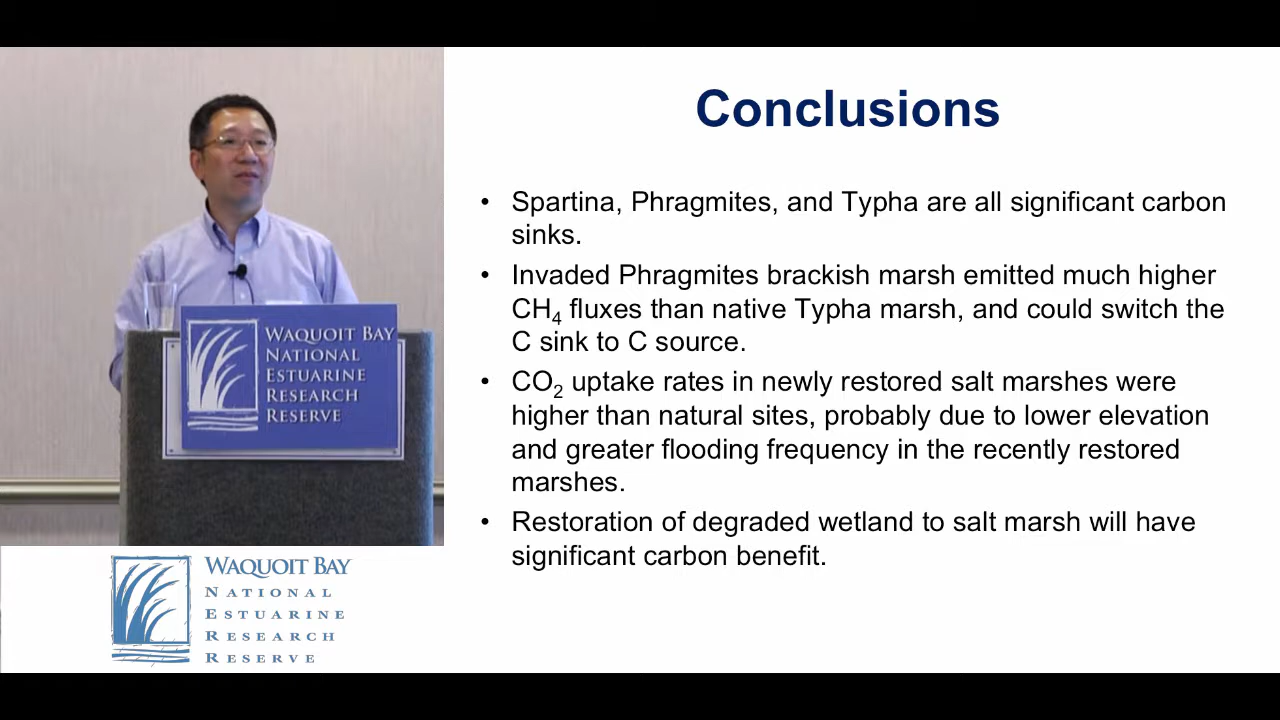 Conclusions
• Spartina, Phragmites, and Typha are all significant carbon
sinks.
• Invaded Phragmites brackish marsh emitted much higher
CH₄ fluxes than native Typha marsh, and could switch the
C sink to C source.
• CO₂ uptake rates in newly restored salt marshes were
higher than natural sites, probably due to lower elevation
and greater flooding frequency in the recently restored
marshes.
• Restoration of degraded wetland to salt marsh will have
significant carbon benefit.
WAQUOIT BAY
NATIONAL
ESTUARINE
RESEARCH
RESERVE
WAQUOIT BAY
NATIONAL
ESTUARINE
RESEARCH
RESERVE